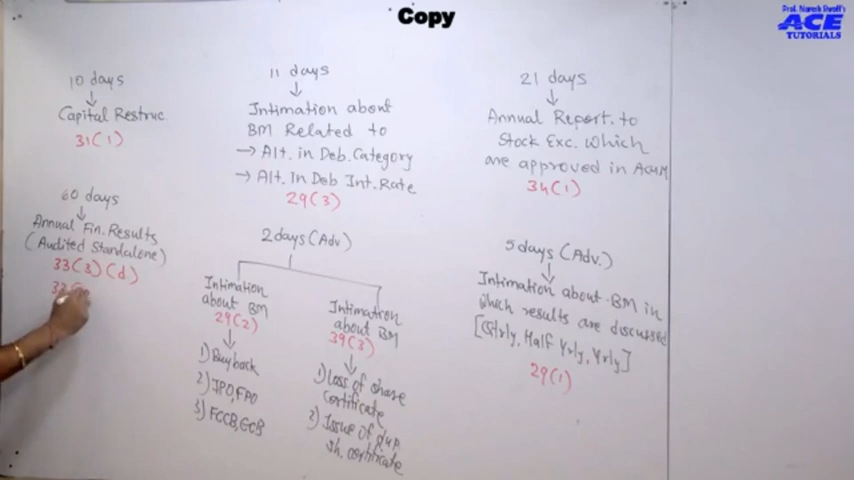 Copy
Prof. Naresh Shroff's
ACE
TUTORIALS
10 days
Capital Restruc.
31(1)
60 days
Annual Fin. Results
(Audited Standalone)
33(3)(d)
11 days
Intimation about
BM Related to
→ Alt. in Deb. Category
→ Alt. In Deb Int. Rate
29(3)
2 days (Adv)
Intimation
about BM
29(2)
1) Buyback
2) IPO, FPO
3) FCCB, GCB
Intimation
about BM
39(3)
1) Loss of share
certificate
2) Issue of dup.
sh. certificate
21 days
Annual Report to
Stock Exc. which
are approved in AGM
34(1)
5 days (Adv.)
Intimation about BM in
which results are discussed
[Qtrly, Half Yrly, Yrly]
29(1)